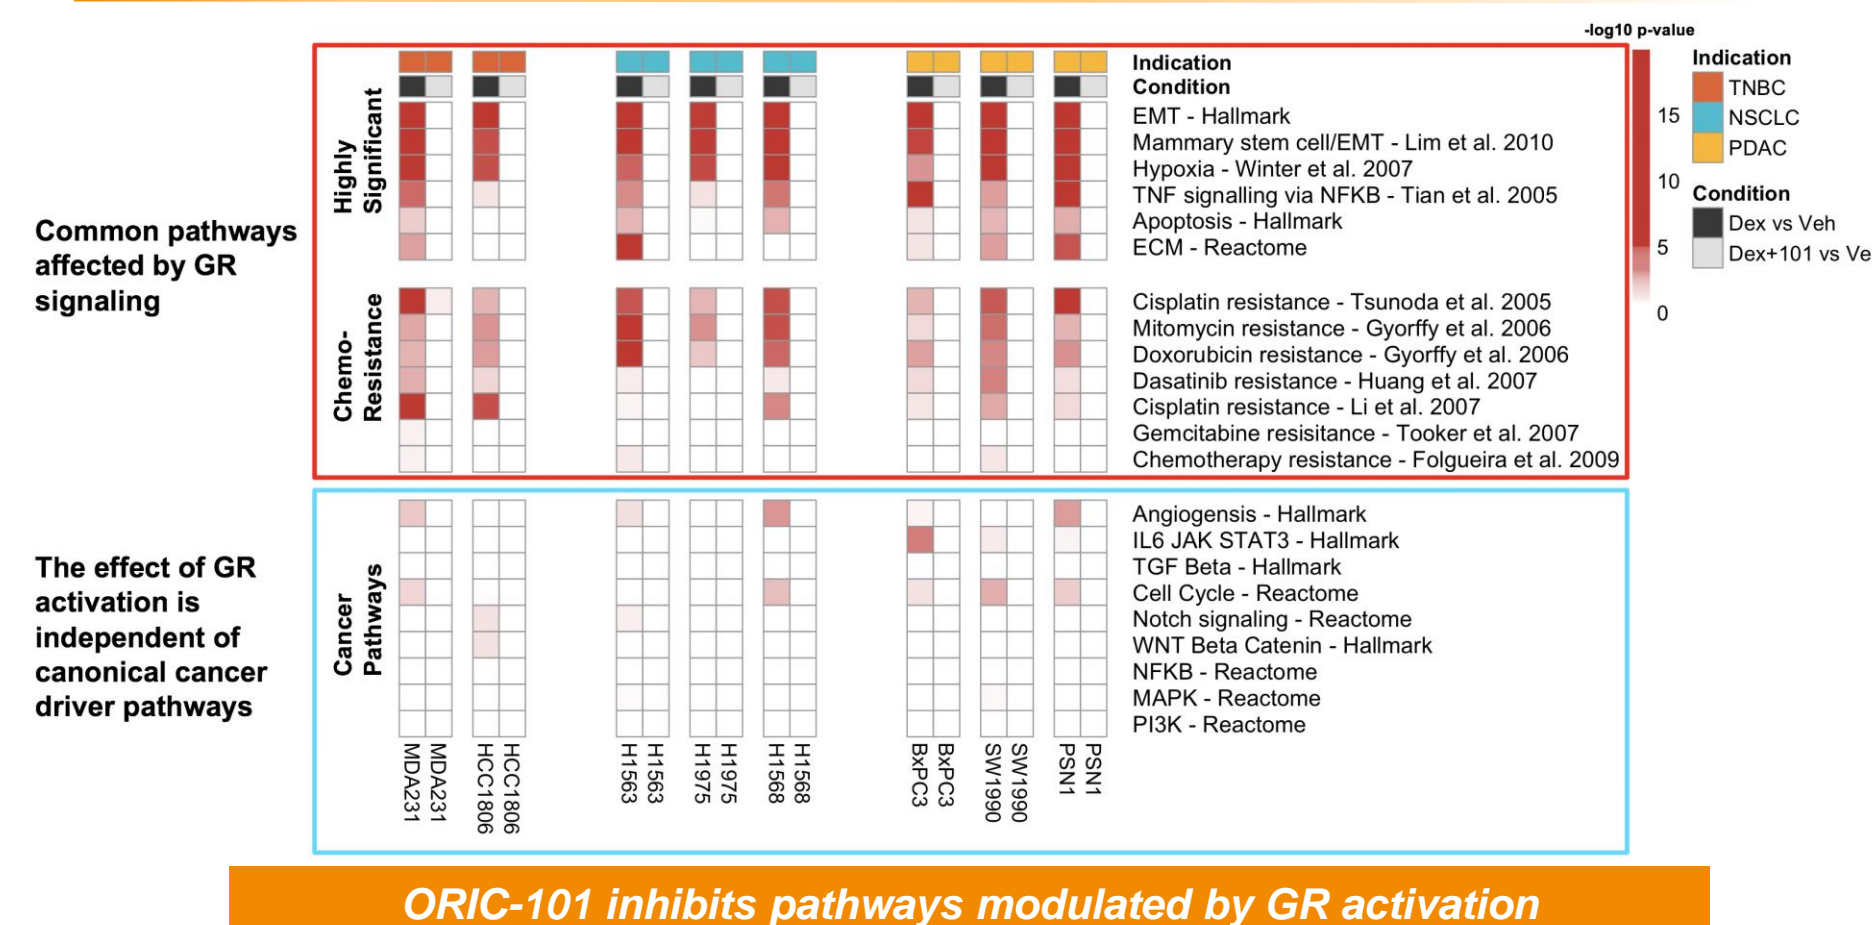 -log10 p-value
15
10
5
0
Indication
TNBC
NSCLC
PDAC
Condition
Dex vs Veh
Dex+101 vs Ve
Common pathways
affected by GR
signaling
Highly
Significant
Indication
Condition
EMT - Hallmark
Mammary stem cell/EMT - Lim et al. 2010
Hypoxia - Winter et al. 2007
TNF signalling via NFKB - Tian et al. 2005
Apoptosis - Hallmark
ECM - Reactome
Chemo-
Resistance
Cisplatin resistance - Tsunoda et al. 2005
Mitomycin resistance - Gyorffy et al. 2006
Doxorubicin resistance - Gyorffy et al. 2006
Dasatinib resistance - Huang et al. 2007
Cisplatin resistance - Li et al. 2007
Gemcitabine resisitance - Tooker et al. 2007
Chemotherapy resistance - Folgueira et al. 2009
The effect of GR
activation is
independent of
canonical cancer
driver pathways
Cancer
Pathways
Angiogensis - Hallmark
IL6 JAK STAT3 - Hallmark
TGF Beta - Hallmark
Cell Cycle - Reactome
Notch signaling - Reactome
WNT Beta Catenin - Hallmark
NFKB - Reactome
MAPK - Reactome
PI3K - Reactome
MDA231
MDA231
HCC1806
HCC1806
H1563
H1563
H1975
H1975
H1568
H1568
BxPC3
BxPC3
SW1990
SW1990
PSN1
PSN1
ORIC-101 inhibits pathways modulated by GR activation